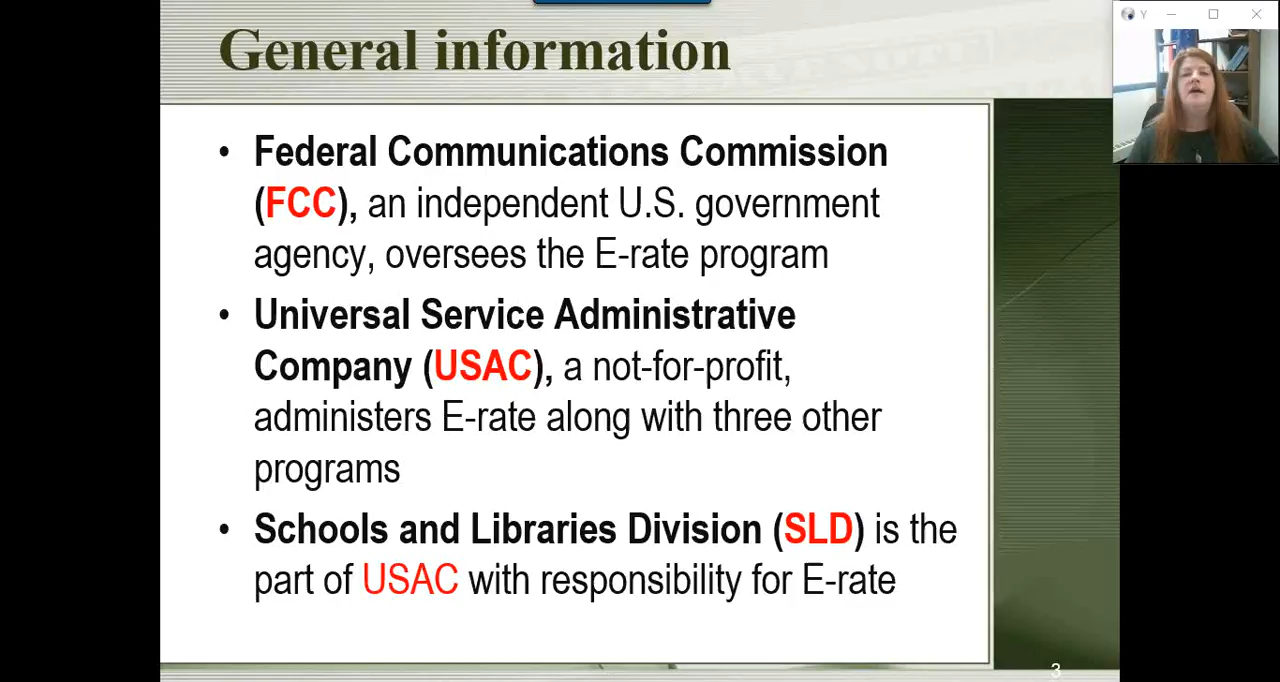 General information
• Federal Communications Commission
(FCC), an independent U.S. government
agency, oversees the E-rate program
• Universal Service Administrative
Company (USAC), a not-for-profit,
administers E-rate along with three other
programs
• Schools and Libraries Division (SLD) is the
part of USAC with responsibility for E-rate
3
Y